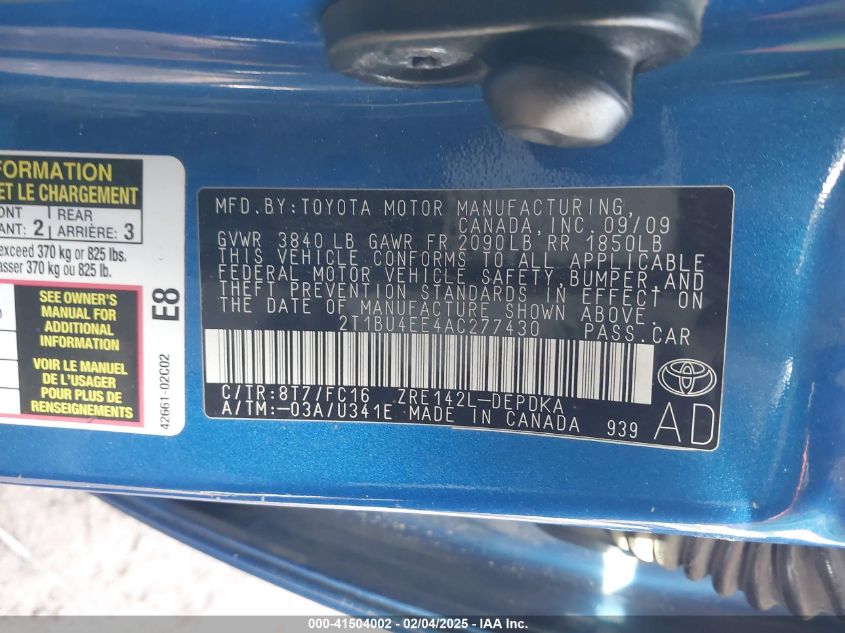 FORMATION
ET LE CHARGEMENT
2 REAR
ARRIÈRE: 3
exceed 370 kg or 825 lbs.
370 kg ou 825 lb.
SEE OWNER'S
MANUAL FOR
ADDITIONAL
INFORMATION
VOIR LE MANUEL
DE L'USAGER
POUR PLUS DE
RENSEIGNEMENTS
E8
42661-02C02
MFD.BY:TOYOTA MOTOR MANUFACTURING,
CANADA, INC. 09/09
GVWR 3840 LB GAWR FR 2090LB RR 1850LB
THIS VEHICLE CONFORMS TO ALL APPLICABLE
FEDERAL MOTOR VEHICLE SAFETY, BUMPER, AND
THEFT PREVENTION STANDARDS IN EFFECT ON
THE DATE OF MANUFACTURE SHOWN ABOVE.
2T1BU4EE4AC277430 PASS.CAR
C/TR:8T7/FC16 ZRE142L-DEPDKA
A/TM:-03A/U341E MADE IN CANADA 939
AD
000-41504002 - 02/04/2025 - IAAI.com